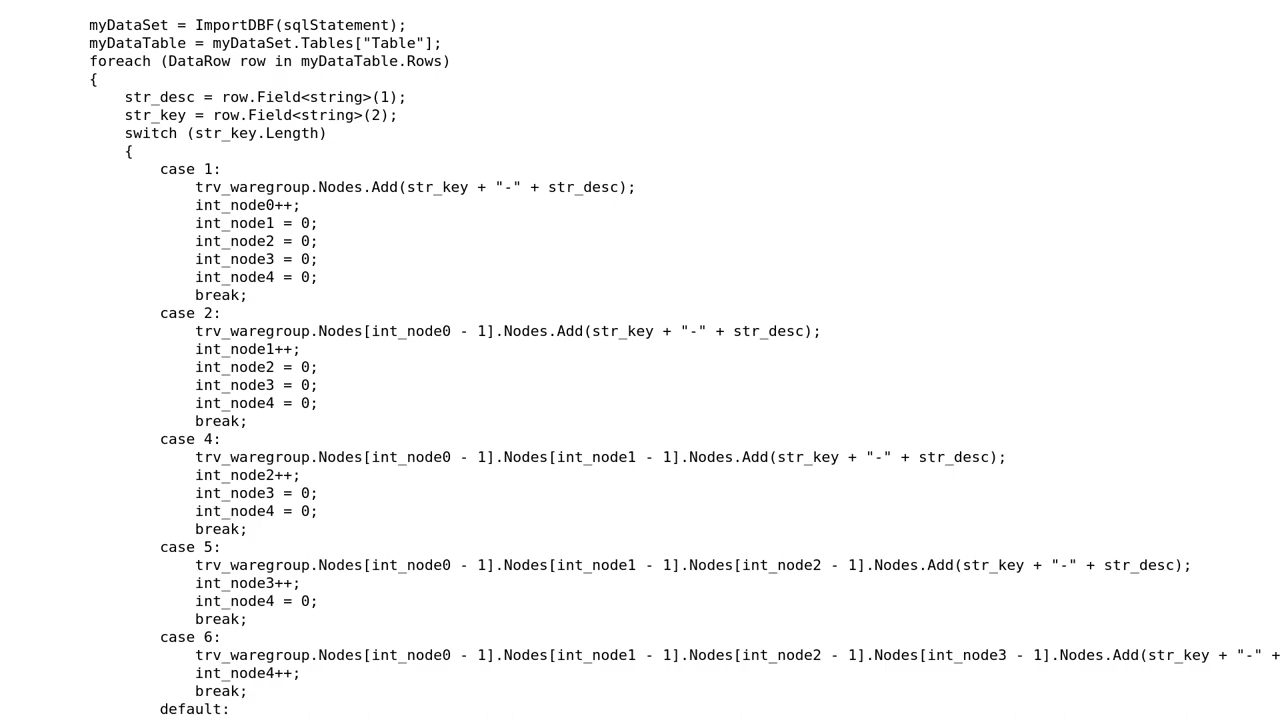 myDataSet = ImportDBF(sqlStatement);
myDataTable = myDataSet.Tables["Table"];
foreach (DataRow row in myDataTable.Rows)
{
str_desc = row.Field<string>(1);
str_key = row.Field<string>(2);
switch (str_key.Length)
{
case 1:
trv_waregroup.Nodes.Add(str_key + "-" + str_desc);
int_node0++;
int_node1 = 0;
int_node2 = 0;
int_node3 = 0;
int_node4 = 0;
break;
case 2:
trv_waregroup.Nodes[int_node0 - 1].Nodes.Add(str_key + "-" + str_desc);
int_node1++;
int_node2 = 0;
int_node3 = 0;
int_node4 = 0;
break;
case 4:
trv_waregroup.Nodes[int_node0 - 1].Nodes[int_node1 - 1].Nodes.Add(str_key + "-" + str_desc);
int_node2++;
int_node3 = 0;
int_node4 = 0;
break;
case 5:
trv_waregroup.Nodes[int_node0 - 1].Nodes[int_node1 - 1].Nodes[int_node2 - 1].Nodes.Add(str_key + "-" + str_desc);
int_node3++;
int_node4 = 0;
break;
case 6:
trv_waregroup.Nodes[int_node0 - 1].Nodes[int_node1 - 1].Nodes[int_node2 - 1].Nodes[int_node3 - 1].Nodes.Add(str_key + "-" +
int_node4++;
break;
default: